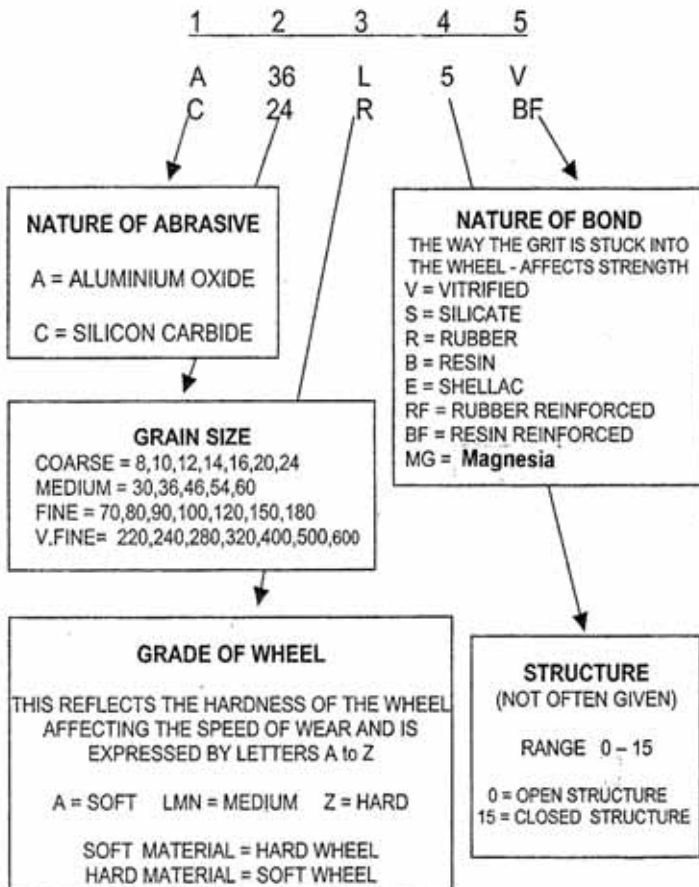 1 2 3 4 5
A 36 L 5 V
C 24 R BF
NATURE OF ABRASIVE
A = ALUMINIUM OXIDE
C = SILICON CARBIDE
NATURE OF BOND
THE WAY THE GRIT IS STUCK INTO
THE WHEEL - AFFECTS STRENGTH
V = VITRIFIED
S = SILICATE
R = RUBBER
B = RESIN
E = SHELLAC
RF = RUBBER REINFORCED
BF = RESIN REINFORCED
MG = Magnesia
GRAIN SIZE
COARSE = 8,10,12,14,16,20,24
MEDIUM = 30,36,46,54,60
FINE = 70,80,90,100,120,150,180
V.FINE= 220,240,280,320,400,500,600
GRADE OF WHEEL
THIS REFLECTS THE HARDNESS OF THE WHEEL
AFFECTING THE SPEED OF WEAR AND IS
EXPRESSED BY LETTERS A to Z
A = SOFT LMN = MEDIUM Z = HARD
SOFT MATERIAL = HARD WHEEL
HARD MATERIAL = SOFT WHEEL
STRUCTURE
(NOT OFTEN GIVEN)
RANGE 0 – 15
0 = OPEN STRUCTURE
15 = CLOSED STRUCTURE